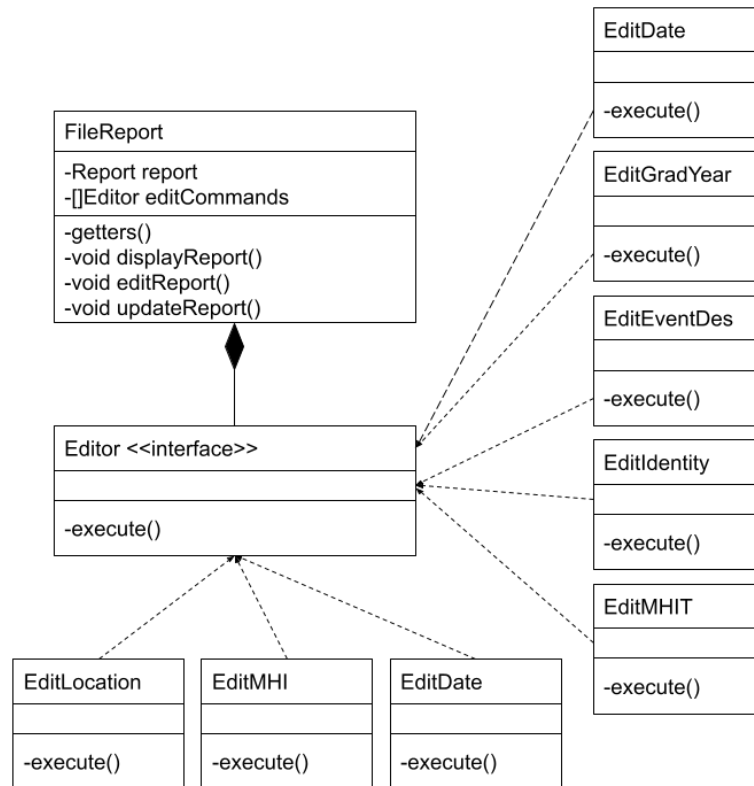 FileReport
-Report report
-[]Editor editCommands
-getters()
-void displayReport()
-void editReport()
-void updateReport()
Editor <<interface>>
-execute()
EditLocation
-execute()
EditMHI
-execute()
EditDate
-execute()
EditDate
-execute()
EditGradYear
-execute()
EditEventDes
-execute()
EditIdentity
-execute()
EditMHIT
-execute()